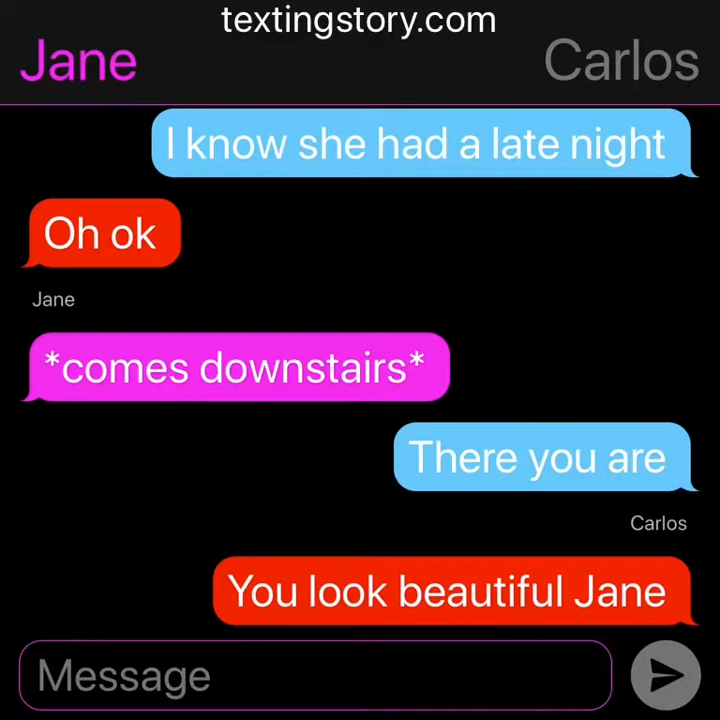 textingstory.com
Jane
Carlos
I know she had a late night
Oh ok
Jane
*comes downstairs*
There you are
Carlos
You look beautiful Jane
Message